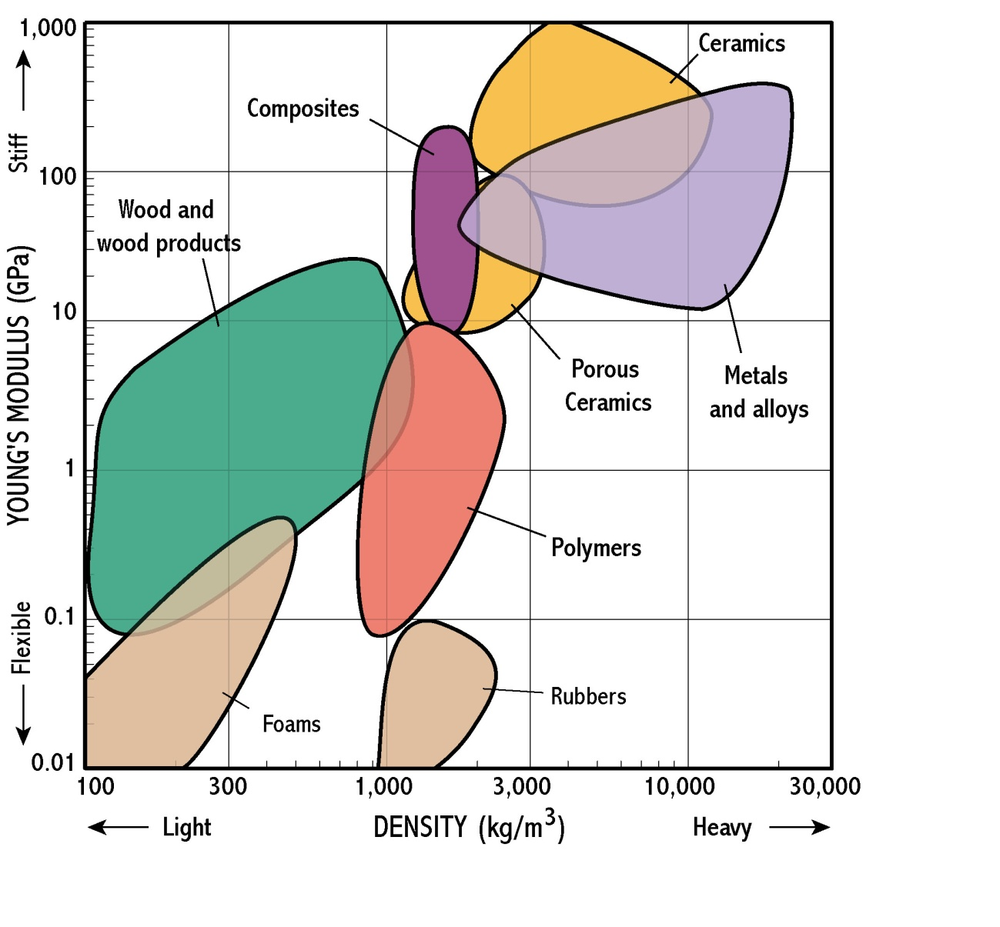 1,000
Ceramics
Composites
Stiff
100
Wood and
wood products
YOUNG'S MODULUS (GPa)
10
Porous
Ceramics
Metals
and alloys
1
Polymers
0.1
Flexible
Rubbers
Foams
0.01
100 300 1,000 3,000 10,000 30,000
Light DENSITY (kg/m³) Heavy